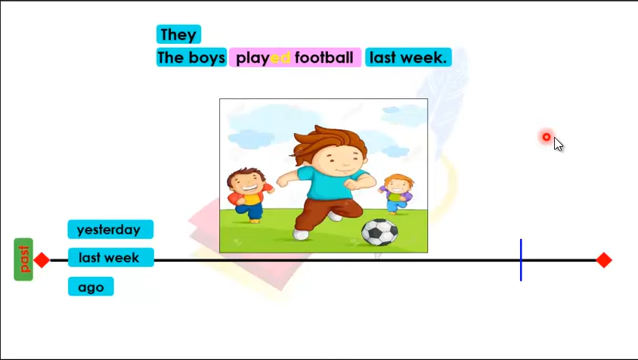 They
The boys played football last week.
yesterday
past
last week
ago